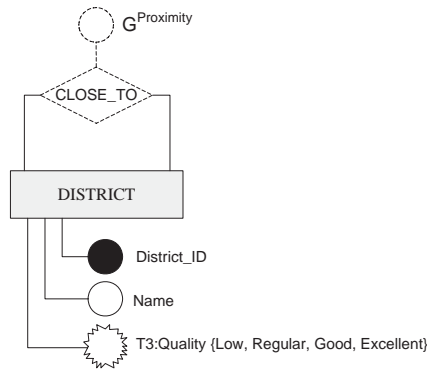 G^Proximity
CLOSE_TO
DISTRICT
District_ID
Name
T3:Quality {Low, Regular, Good, Excellent}